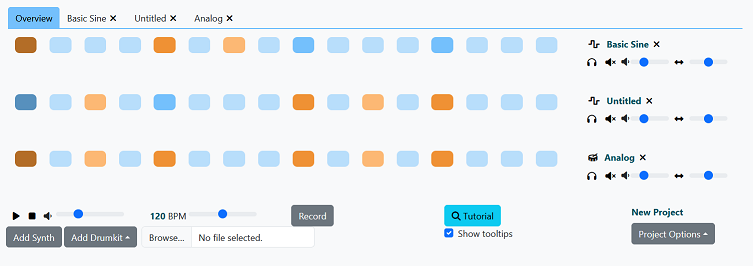 Overview Basic Sine Untitled Analog
Basic Sine
Untitled
Analog
120 BPM Record Tutorial New Project
Add Synth Add Drumkit Browse... No file selected. Show tooltips Project Options